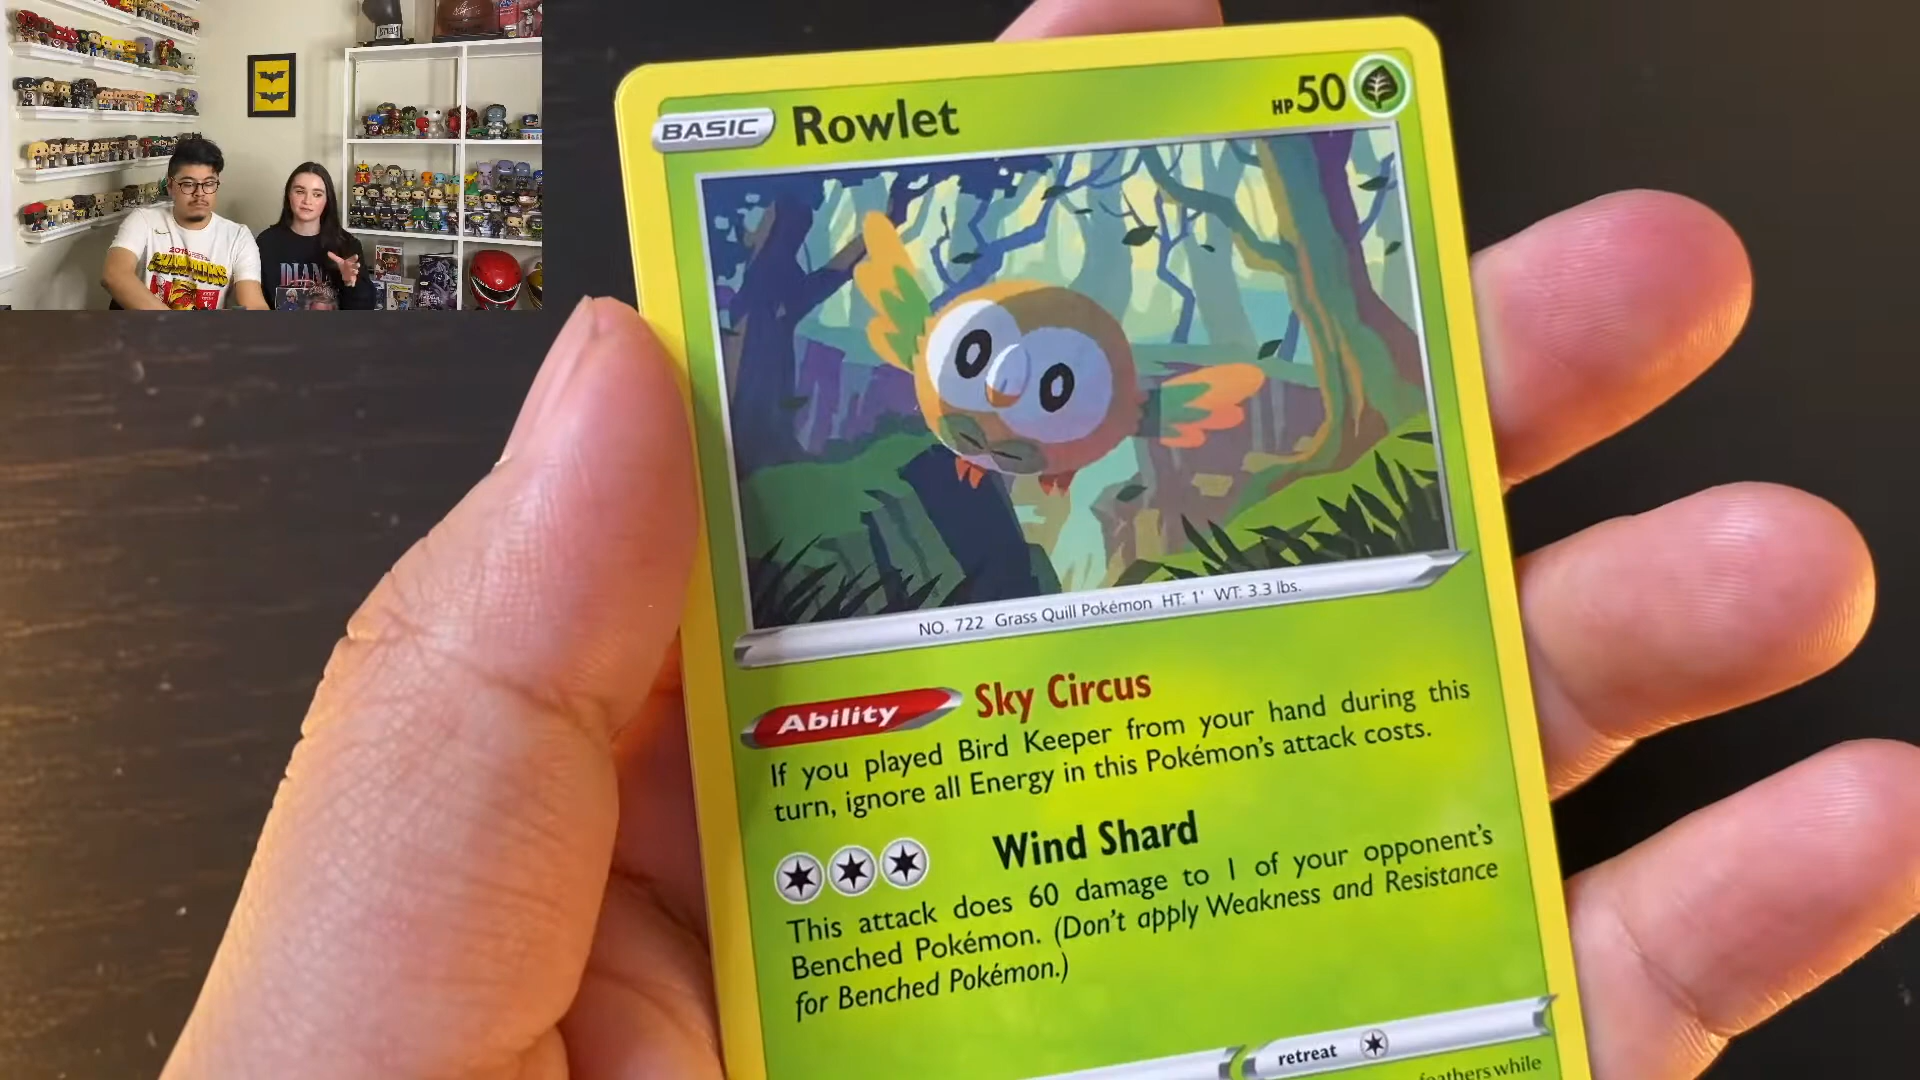 BASIC Rowlet HP 50
NO. 722 Grass Quill Pokémon HT: 1' WT: 3.3 lbs.
Ability Sky Circus
If you played Bird Keeper from your hand during this
turn, ignore all Energy in this Pokémon's attack costs.
Wind Shard
This attack does 60 damage to 1 of your opponent's
Benched Pokémon. (Don't apply Weakness and Resistance
for Benched Pokémon.)
retreat
feathers while